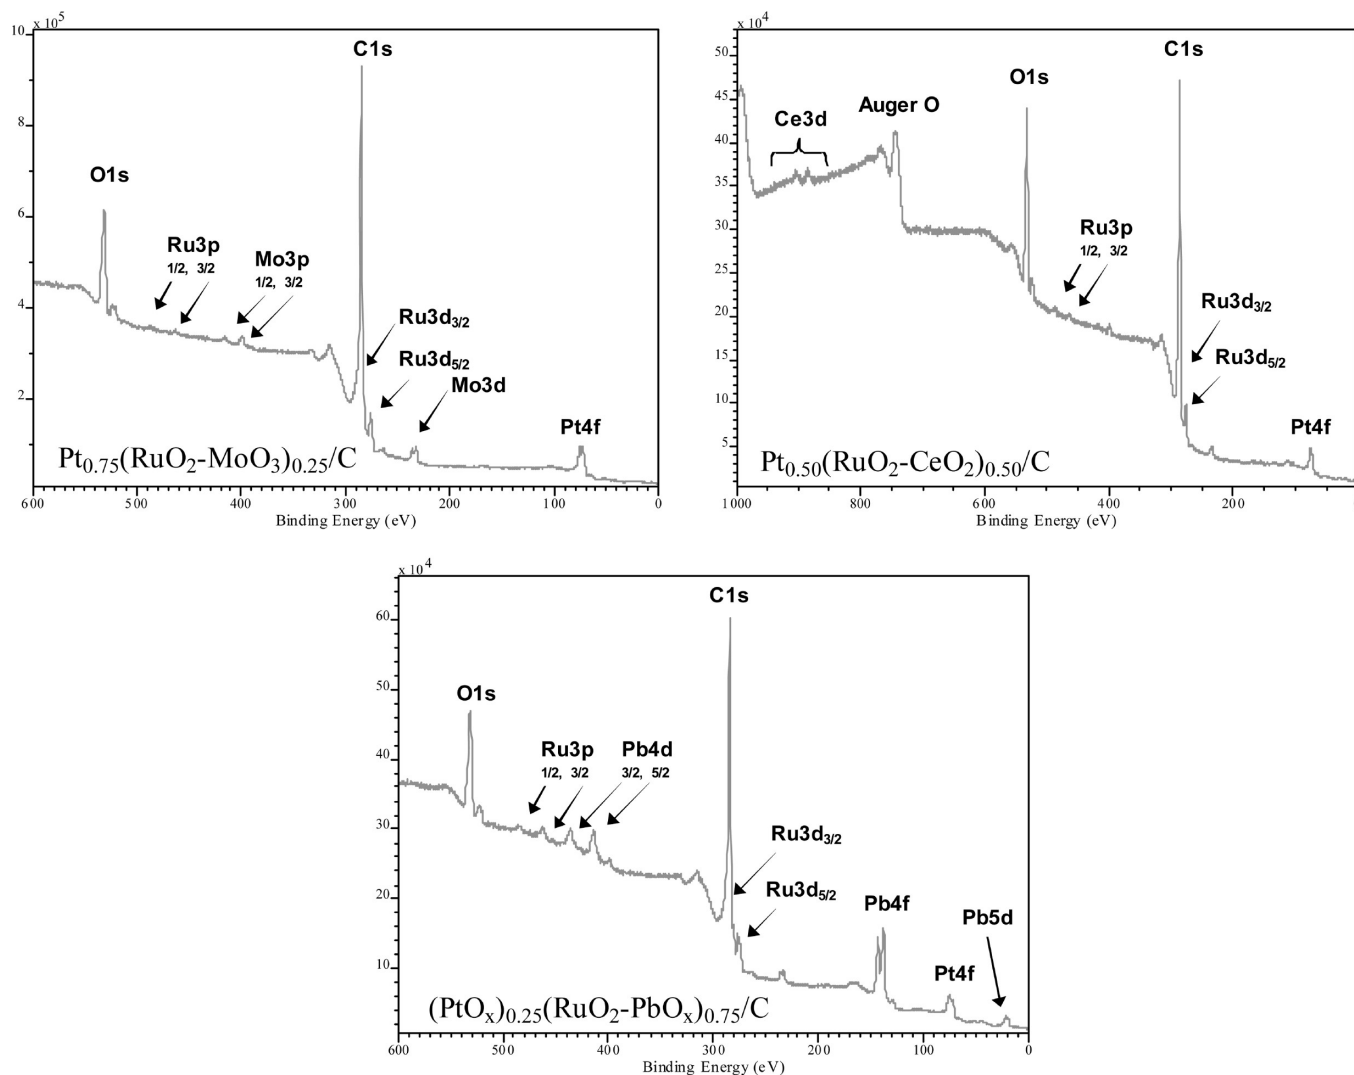 x 10⁵
10
8
6
4
2
C1s
O1s
Ru3p
1/2, 3/2
Mo3p
1/2, 3/2
Ru3d3/2
Ru3d5/2
Mo3d
Pt4f
Pt0.75(RuO2-MoO3)0.25/C
600 500 400 300 200 100 0
Binding Energy (eV)
x 10⁴
50
45
40
35
30
25
20
15
10
5
C1s
O1s
Auger O
Ce3d
Ru3p
1/2, 3/2
Ru3d3/2
Ru3d5/2
Pt4f
Pt0.50(RuO2-CeO2)0.50/C
1000 800 600 400 200
Binding Energy (eV)
x 10⁴
60
50
40
30
20
10
C1s
O1s
Ru3p
1/2, 3/2
Pb4d
3/2, 5/2
Ru3d3/2
Ru3d5/2
Pb4f
Pb5d
Pt4f
(PtOx)0.25(RuO2-PbOx)0.75/C
600 500 400 300 200 100 0
Binding Energy (eV)